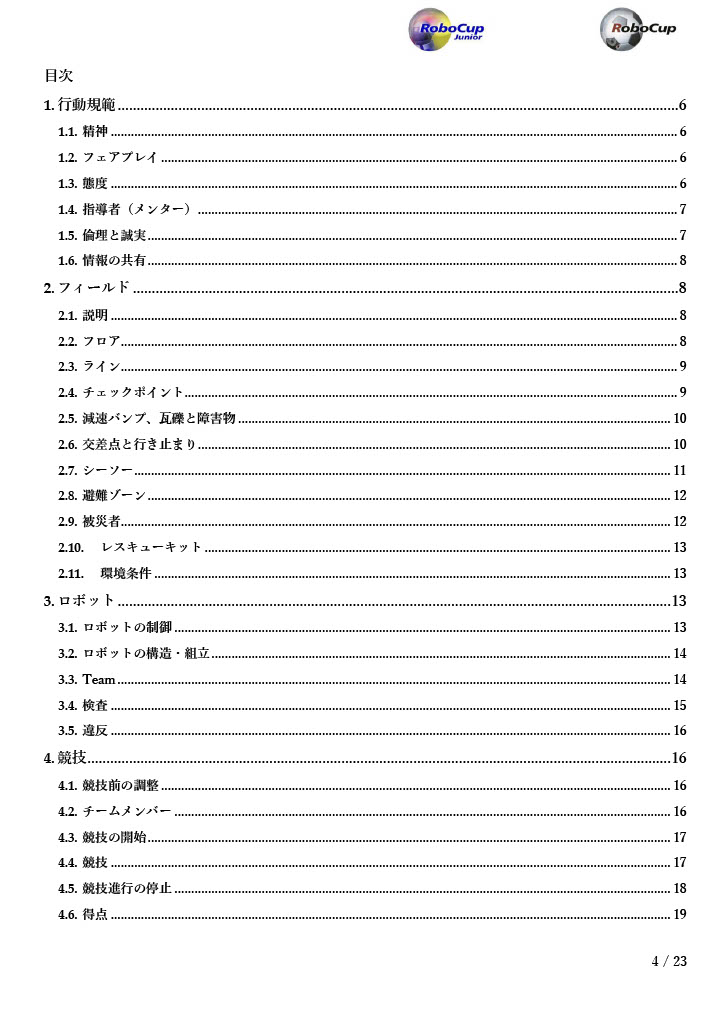 RoboCup Junior RoboCup
目次
1. 行動規範 6
1.1. 精神 6
1.2. フェアプレイ 6
1.3. 態度 6
1.4. 指導者（メンター） 7
1.5. 倫理と誠実 7
1.6. 情報の共有 8
2. フィールド 8
2.1. 説明 8
2.2. フロア 8
2.3. ライン 9
2.4. チェックポイント 9
2.5. 減速バンプ、瓦礫と障害物 10
2.6. 交差点と行き止まり 10
2.7. シーソー 11
2.8. 避難ゾーン 12
2.9. 被災者 12
2.10. レスキューキット 13
2.11. 環境条件 13
3. ロボット 13
3.1. ロボットの制御 13
3.2. ロボットの構造・組立 14
3.3. Team 14
3.4. 検査 15
3.5. 違反 16
4. 競技 16
4.1. 競技前の調整 16
4.2. チームメンバー 16
4.3. 競技の開始 17
4.4. 競技 17
4.5. 競技進行の停止 18
4.6. 得点 19
4 / 23